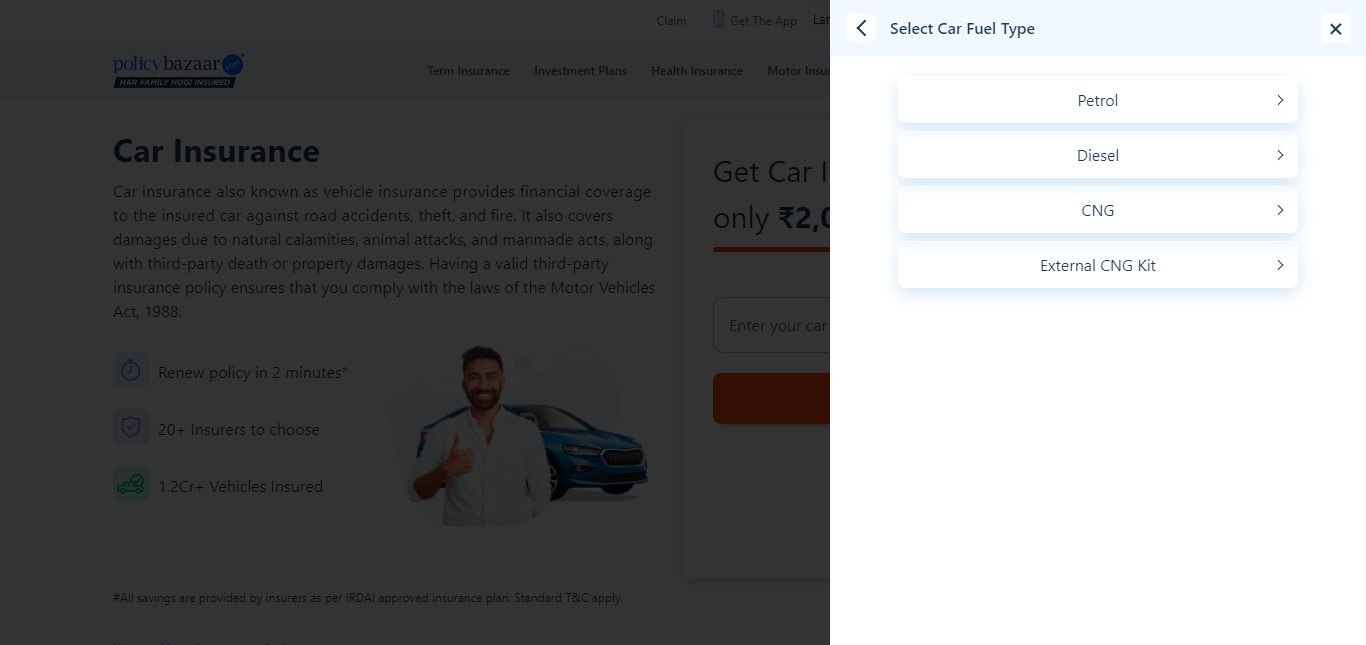 Claim
Get The App
Lan
policybazaar.com
HAR FAMILY HOGI INSURED
Term Insurance
Investment Plans
Health Insurance
Motor Insu
Car Insurance
Car insurance also known as vehicle insurance provides financial coverage
to the insured car against road accidents, theft, and fire. It also covers
damages due to natural calamities, animal attacks, and manmade acts, along
with third-party death or property damages. Having a valid third-party
insurance policy ensures that you comply with the laws of the Motor Vehicles
Act, 1988.
Renew policy in 2 minutes*
20+ Insurers to choose
1.2Cr+ Vehicles Insured
#All savings are provided by insurers as per IRDAI approved insurance plan. Standard T&C apply.
Get Car I
only ₹2,0
Enter your car
Select Car Fuel Type
Petrol
Diesel
CNG
External CNG Kit